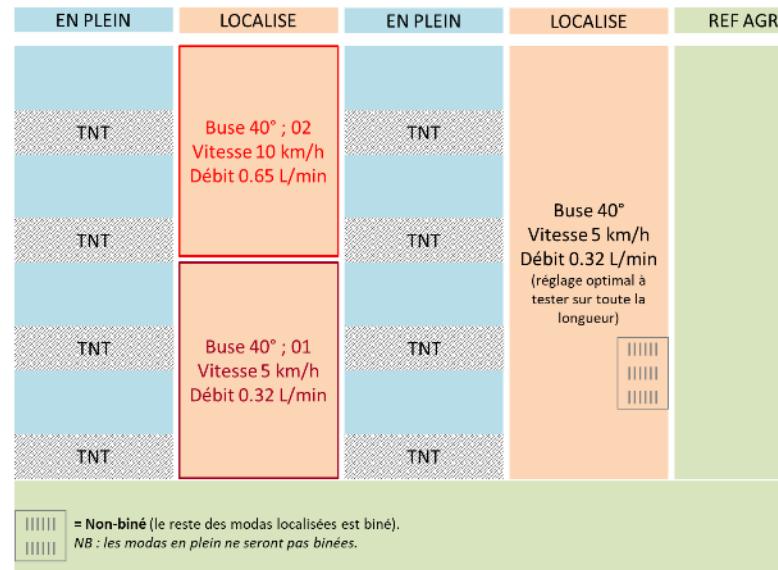 EN PLEIN
LOCALISE
EN PLEIN
LOCALISE
REF AGR
TNT
TNT
TNT
TNT
Buse 40° ; 02
Vitesse 10 km/h
Débit 0.65 L/min
Buse 40° ; 01
Vitesse 5 km/h
Débit 0.32 L/min
TNT
TNT
TNT
TNT
Buse 40°
Vitesse 5 km/h
Débit 0.32 L/min
(réglage optimal à
tester sur toute la
longueur)
= Non-biné (le reste des modas localisées est biné).
NB : les modas en plein ne seront pas binées.